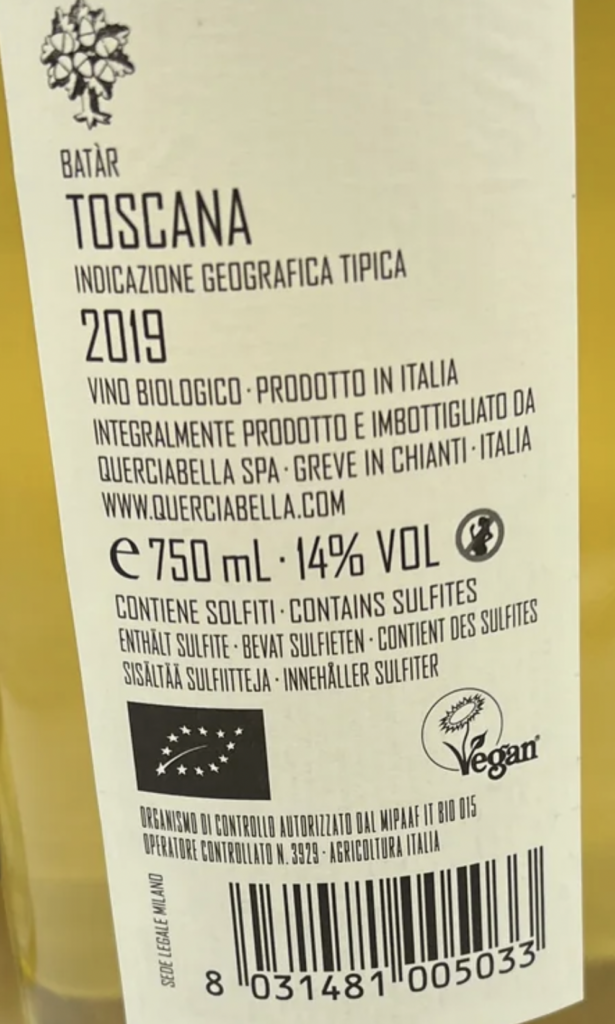 BATÀR
TOSCANA
INDICAZIONE GEOGRAFICA TIPICA
2019
VINO BIOLOGICO · PRODOTTO IN ITALIA
INTEGRALMENTE PRODOTTO E IMBOTTIGLIATO DA
QUERCIABELLA SPA · GREVE IN CHIANTI · ITALIA
WWW.QUERCIABELLA.COM
e 750 mL · 14% VOL
CONTIENE SOLFITI · CONTAINS SULFITES
ENTHÄLT SULFITE · BEVAT SULFIETEN · CONTIENT DES SULFITES
SISÄLTÄÄ SULFIITTEJA · INNEHÅLLER SULFITER
Vegan
ORGANISMO DI CONTROLLO AUTORIZZATO DAL MIPAAF IT BIO 015
OPERATORE CONTROLLATO N. 3929 · AGRICOLTURA ITALIA
SEDE LEGALE MILANO
8 031481 005033